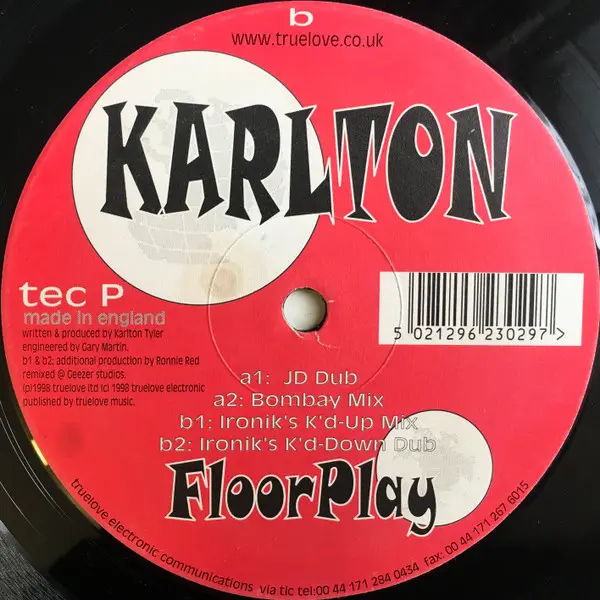 b
www.truelove.co.uk
KARLTON
tec P
made in england
written & produced by Karlton Tyler
engineered by Gary Martin.
b1 & b2; additional production by Ronnie Red
remixed @ Geezer studios.
(p)1998 truelove ltd (c) 1998 truelove electronic
published by truelove music.
5 021296 230297 >
a1: JD Dub
a2: Bombay Mix
b1: Ironik's K'd-Up Mix
b2: Ironik's K'd-Down Dub
FloorPlay
truelove electronic communications via tic tel:00 44 171 284 0434 fax: 00 44 171 267 6015